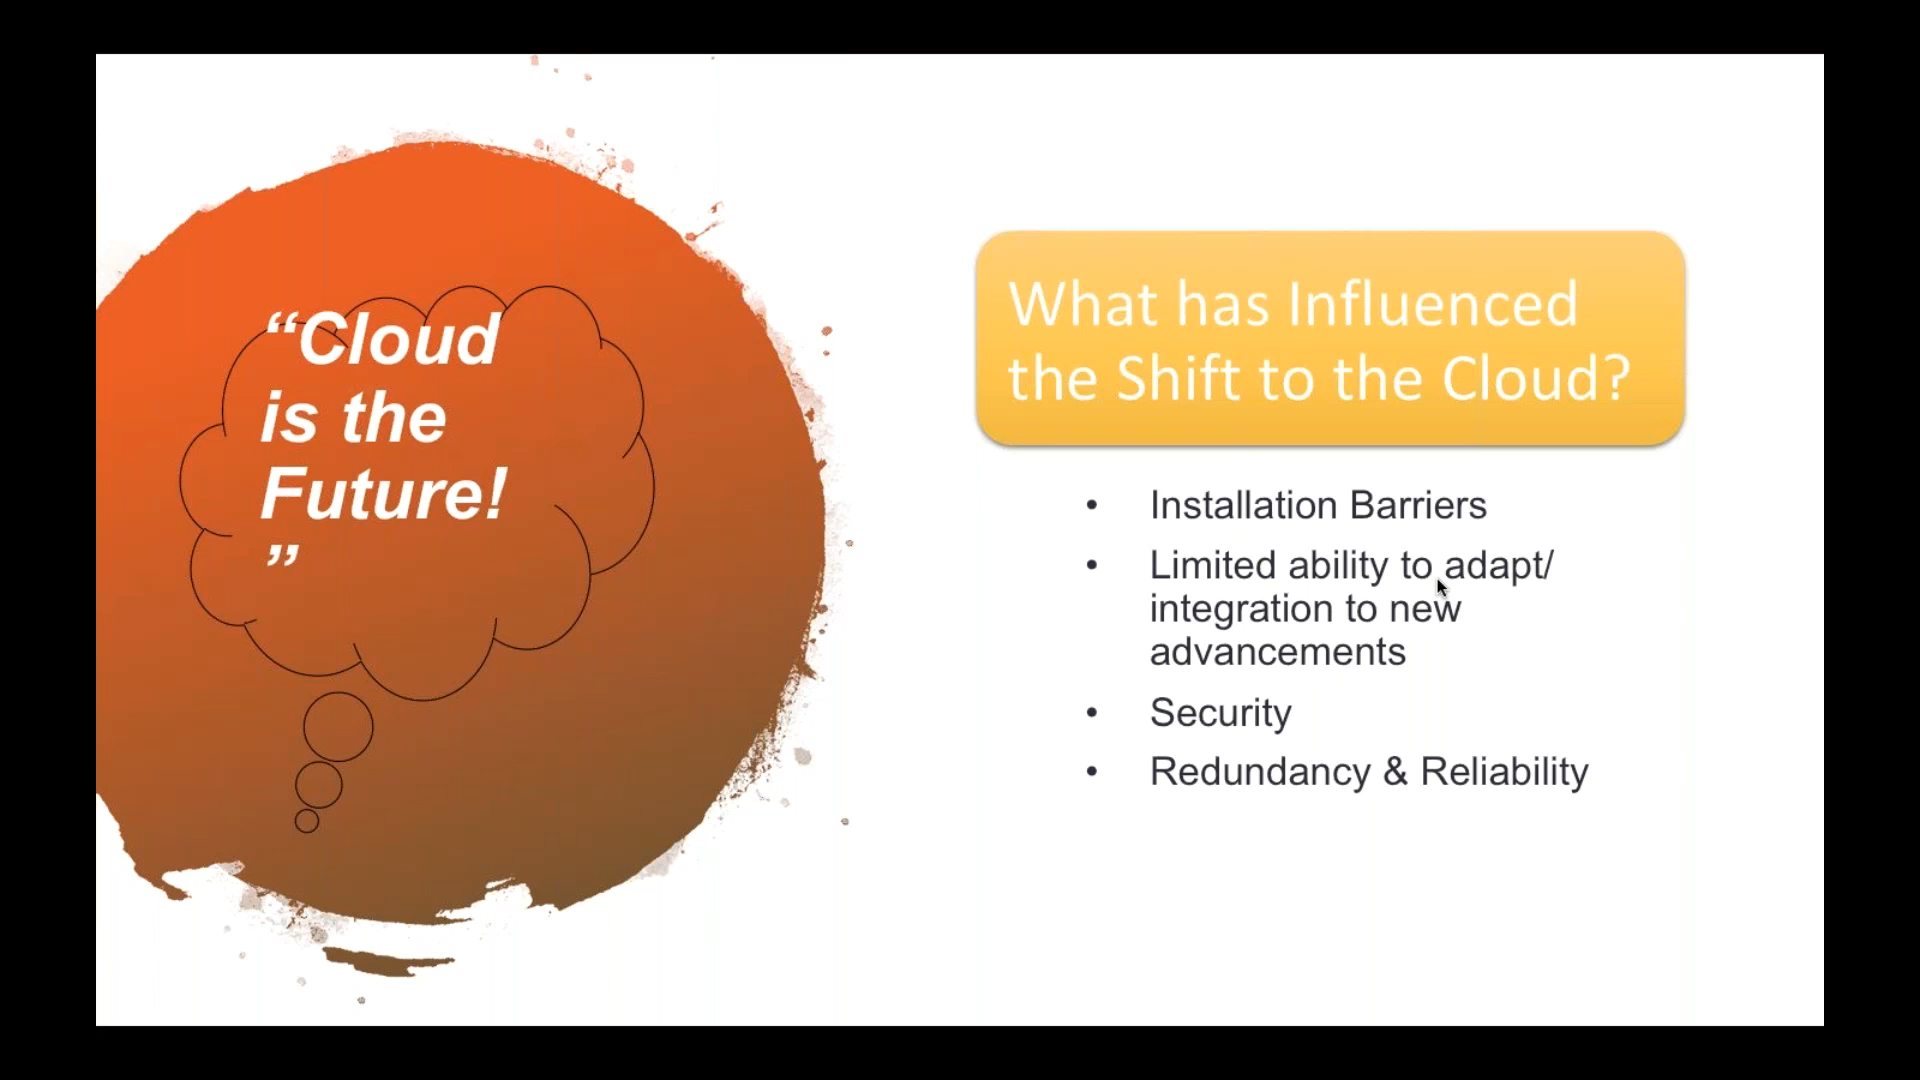 “Cloud
is the
Future!
”
What has Influenced
the Shift to the Cloud?
• Installation Barriers
• Limited ability to adapt/
integration to new
advancements
• Security
• Redundancy & Reliability